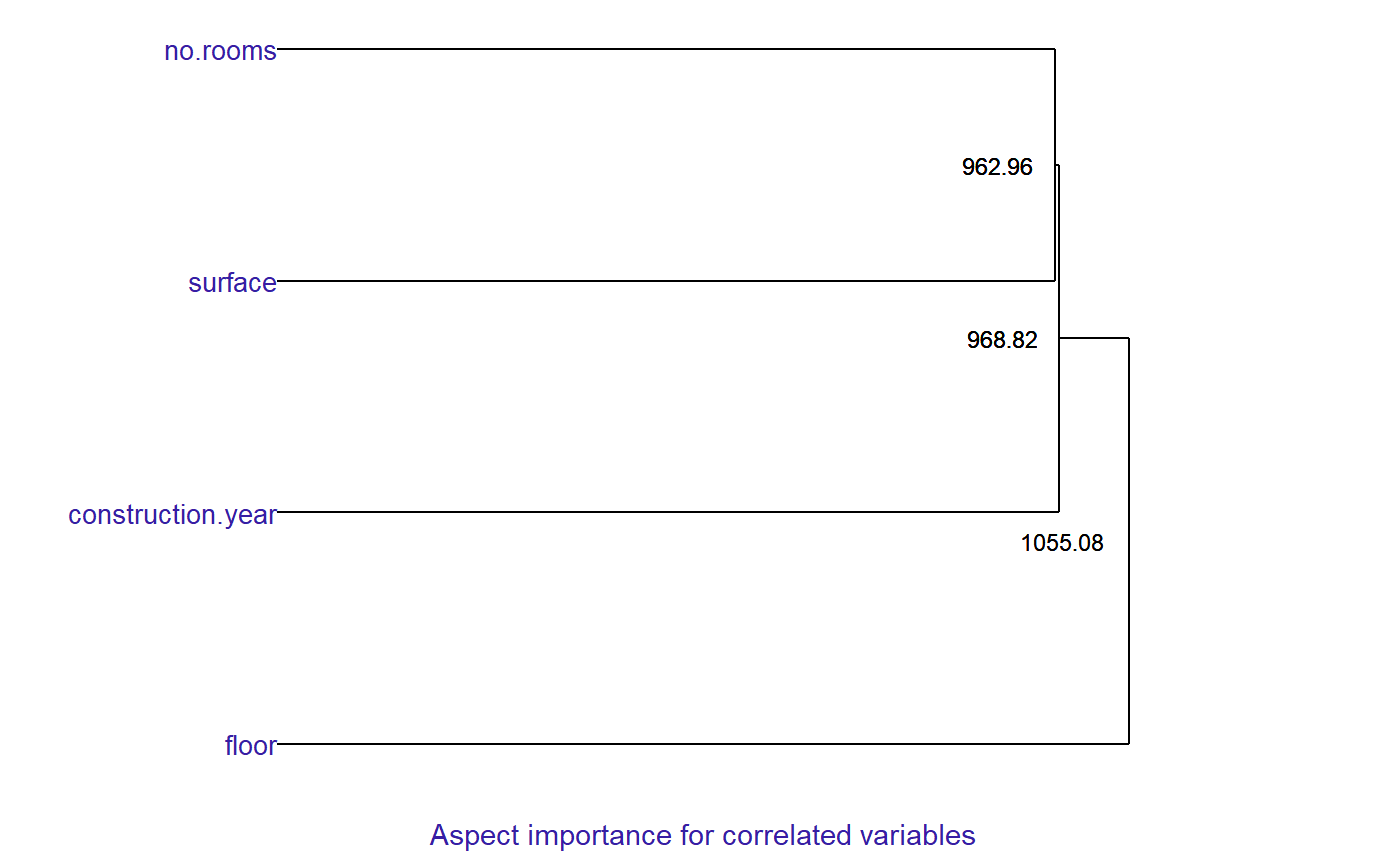 no.rooms
962.96
surface
968.82
construction.year
1055.08
floor
Aspect importance for correlated variables